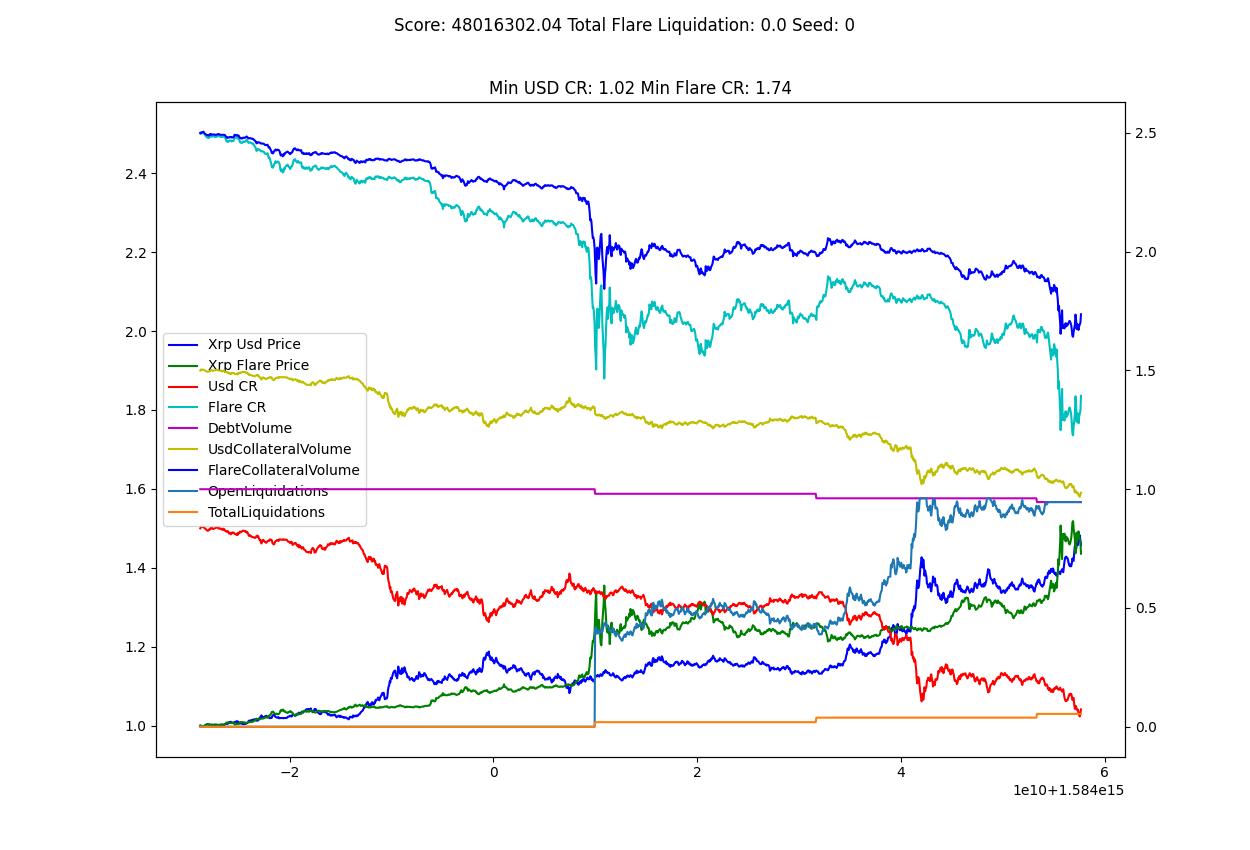 Score: 48016302.04 Total Flare Liquidation: 0.0 Seed: 0
Min USD CR: 1.02 Min Flare CR: 1.74
2.4
2.2
2.0
1.8
1.6
1.4
1.2
1.0
Xrp Usd Price
Xrp Flare Price
Usd CR
Flare CR
DebtVolume
UsdCollateralVolume
FlareCollateralVolume
OpenLiquidations
TotalLiquidations
2.5
2.0
1.5
1.0
0.5
0.0
−2 0 2 4 6
1e10+1.584e15